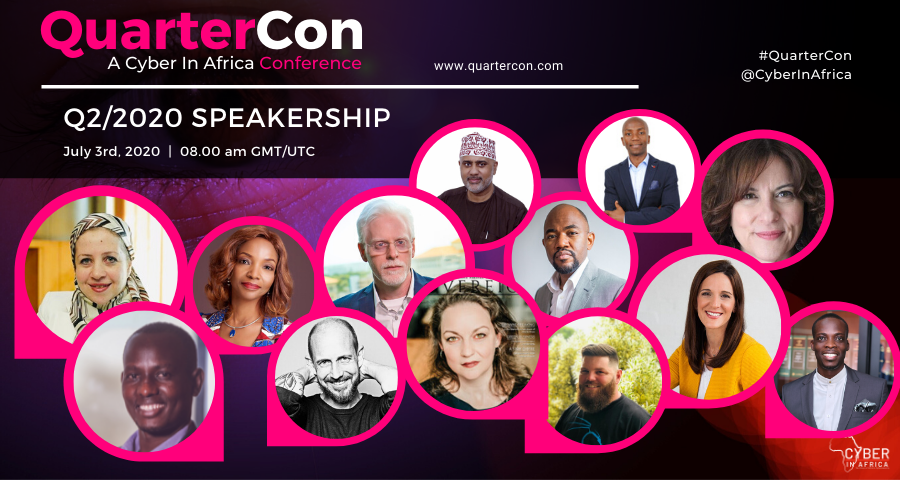 QuarterCon
A Cyber In Africa Conference
www.quartercon.com
#QuarterCon
@CyberInAfrica
Q2/2020 SPEAKERSHIP
July 3rd, 2020 | 08.00 am GMT/UTC
CYBER
IN AFRICA